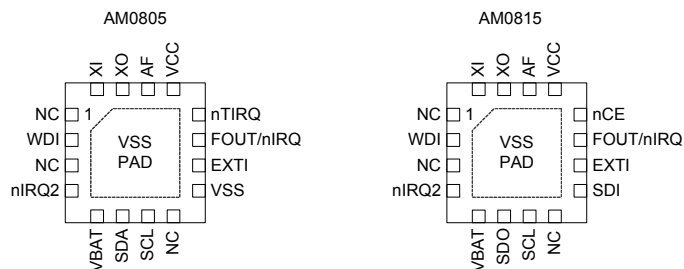 AM0805
XI XO AF VCC
NC 1 nTIRQ
WDI VSS FOUT/nIRQ
NC PAD EXTI
nIRQ2 VSS
VBAT SDA SCL NC
AM0815
XI XO AF VCC
NC 1 nCE
WDI VSS FOUT/nIRQ
NC PAD EXTI
nIRQ2 SDI
VBAT SDO SCL NC